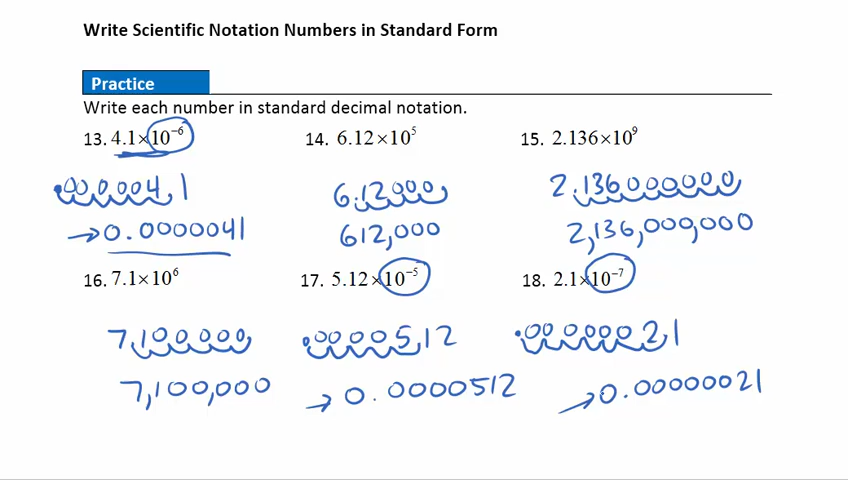 Write Scientific Notation Numbers in Standard Form
Practice
Write each number in standard decimal notation.
13. 4.1×10⁻⁶ 14. 6.12×10⁵ 15. 2.136×10⁹
.000004.1 6.12000 2.136000000
→0.0000041 612,000 2,136,000,000
16. 7.1×10⁶ 17. 5.12×10⁻⁵ 18. 2.1×10⁻⁷
7.100000 .00005.12 .0000002.1
7,100,000 →0.0000512 →0.00000021